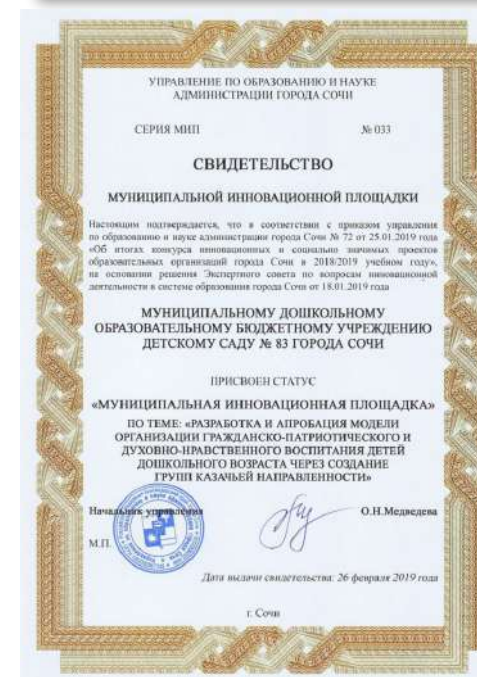 УПРАВЛЕНИЕ ПО ОБРАЗОВАНИЮ И НАУКЕ
АДМИНИСТРАЦИИ ГОРОДА СОЧИ
СЕРИЯ МИП № 033
СВИДЕТЕЛЬСТВО
МУНИЦИПАЛЬНОЙ ИННОВАЦИОННОЙ ПЛОЩАДКИ
Настоящим подтверждается, что в соответствии с приказом управления
по образованию и науке администрации города Сочи № 72 от 25.01.2019 года
«Об итогах конкурса инновационных и социально значимых проектов
образовательных организаций города Сочи в 2018/2019 учебном году»,
на основании решения Экспертного совета по вопросам инновационной
деятельности в системе образования города Сочи от 18.01.2019 года
МУНИЦИПАЛЬНОМУ ДОШКОЛЬНОМУ
ОБРАЗОВАТЕЛЬНОМУ БЮДЖЕТНОМУ УЧРЕЖДЕНИЮ
ДЕТСКОМУ САДУ № 83 ГОРОДА СОЧИ
ПРИСВОЕН СТАТУС
«МУНИЦИПАЛЬНАЯ ИННОВАЦИОННАЯ ПЛОЩАДКА»
ПО ТЕМЕ: «РАЗРАБОТКА И АПРОБАЦИЯ МОДЕЛИ
ОРГАНИЗАЦИИ ГРАЖДАНСКО-ПАТРИОТИЧЕСКОГО И
ДУХОВНО-НРАВСТВЕННОГО ВОСПИТАНИЯ ДЕТЕЙ
ДОШКОЛЬНОГО ВОЗРАСТА ЧЕРЕЗ СОЗДАНИЕ
ГРУПП КАЗАЧЬЕЙ НАПРАВЛЕННОСТИ»
Начальник управления О.Н.Медведева
М.П.
Дата выдачи свидетельства: 26 февраля 2019 года
г. Сочи